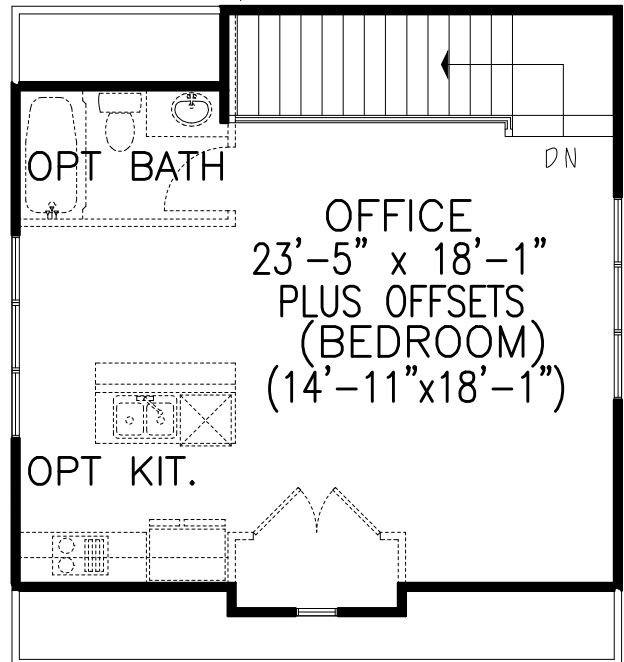 DN
OPT BATH
OFFICE
23'-5" x 18'-1"
PLUS OFFSETS
(BEDROOM)
(14'-11"x18'-1")
OPT KIT.